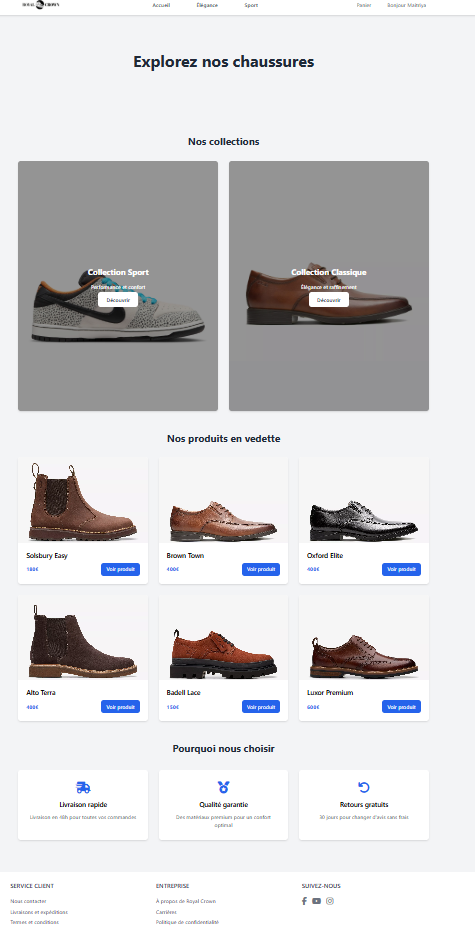 ROYAL CROWN
Accueil
Élégance
Sport
Panier
Bonjour Maimiya
Explorez nos chaussures
Nos collections
Collection Sport
Performance et confort
Découvrir
Collection Classique
Élégance et raffinement
Découvrir
Nos produits en vedette
Solsbury Easy
180€
Voir produit
Brown Town
400€
Voir produit
Oxford Elite
400€
Voir produit
Alto Terra
400€
Voir produit
Badell Lace
150€
Voir produit
Luxor Premium
600€
Voir produit
Pourquoi nous choisir
Livraison rapide
Livraison en 48h pour toutes vos commandes
Qualité garantie
Des matériaux premium pour un confort
optimal
Retours gratuits
30 jours pour changer d'avis sans frais
SERVICE CLIENT
Nous contacter
Livraisons et expéditions
Termes et conditions
ENTREPRISE
À propos de Royal Crown
Carrières
Politique de confidentialité
SUIVEZ-NOUS